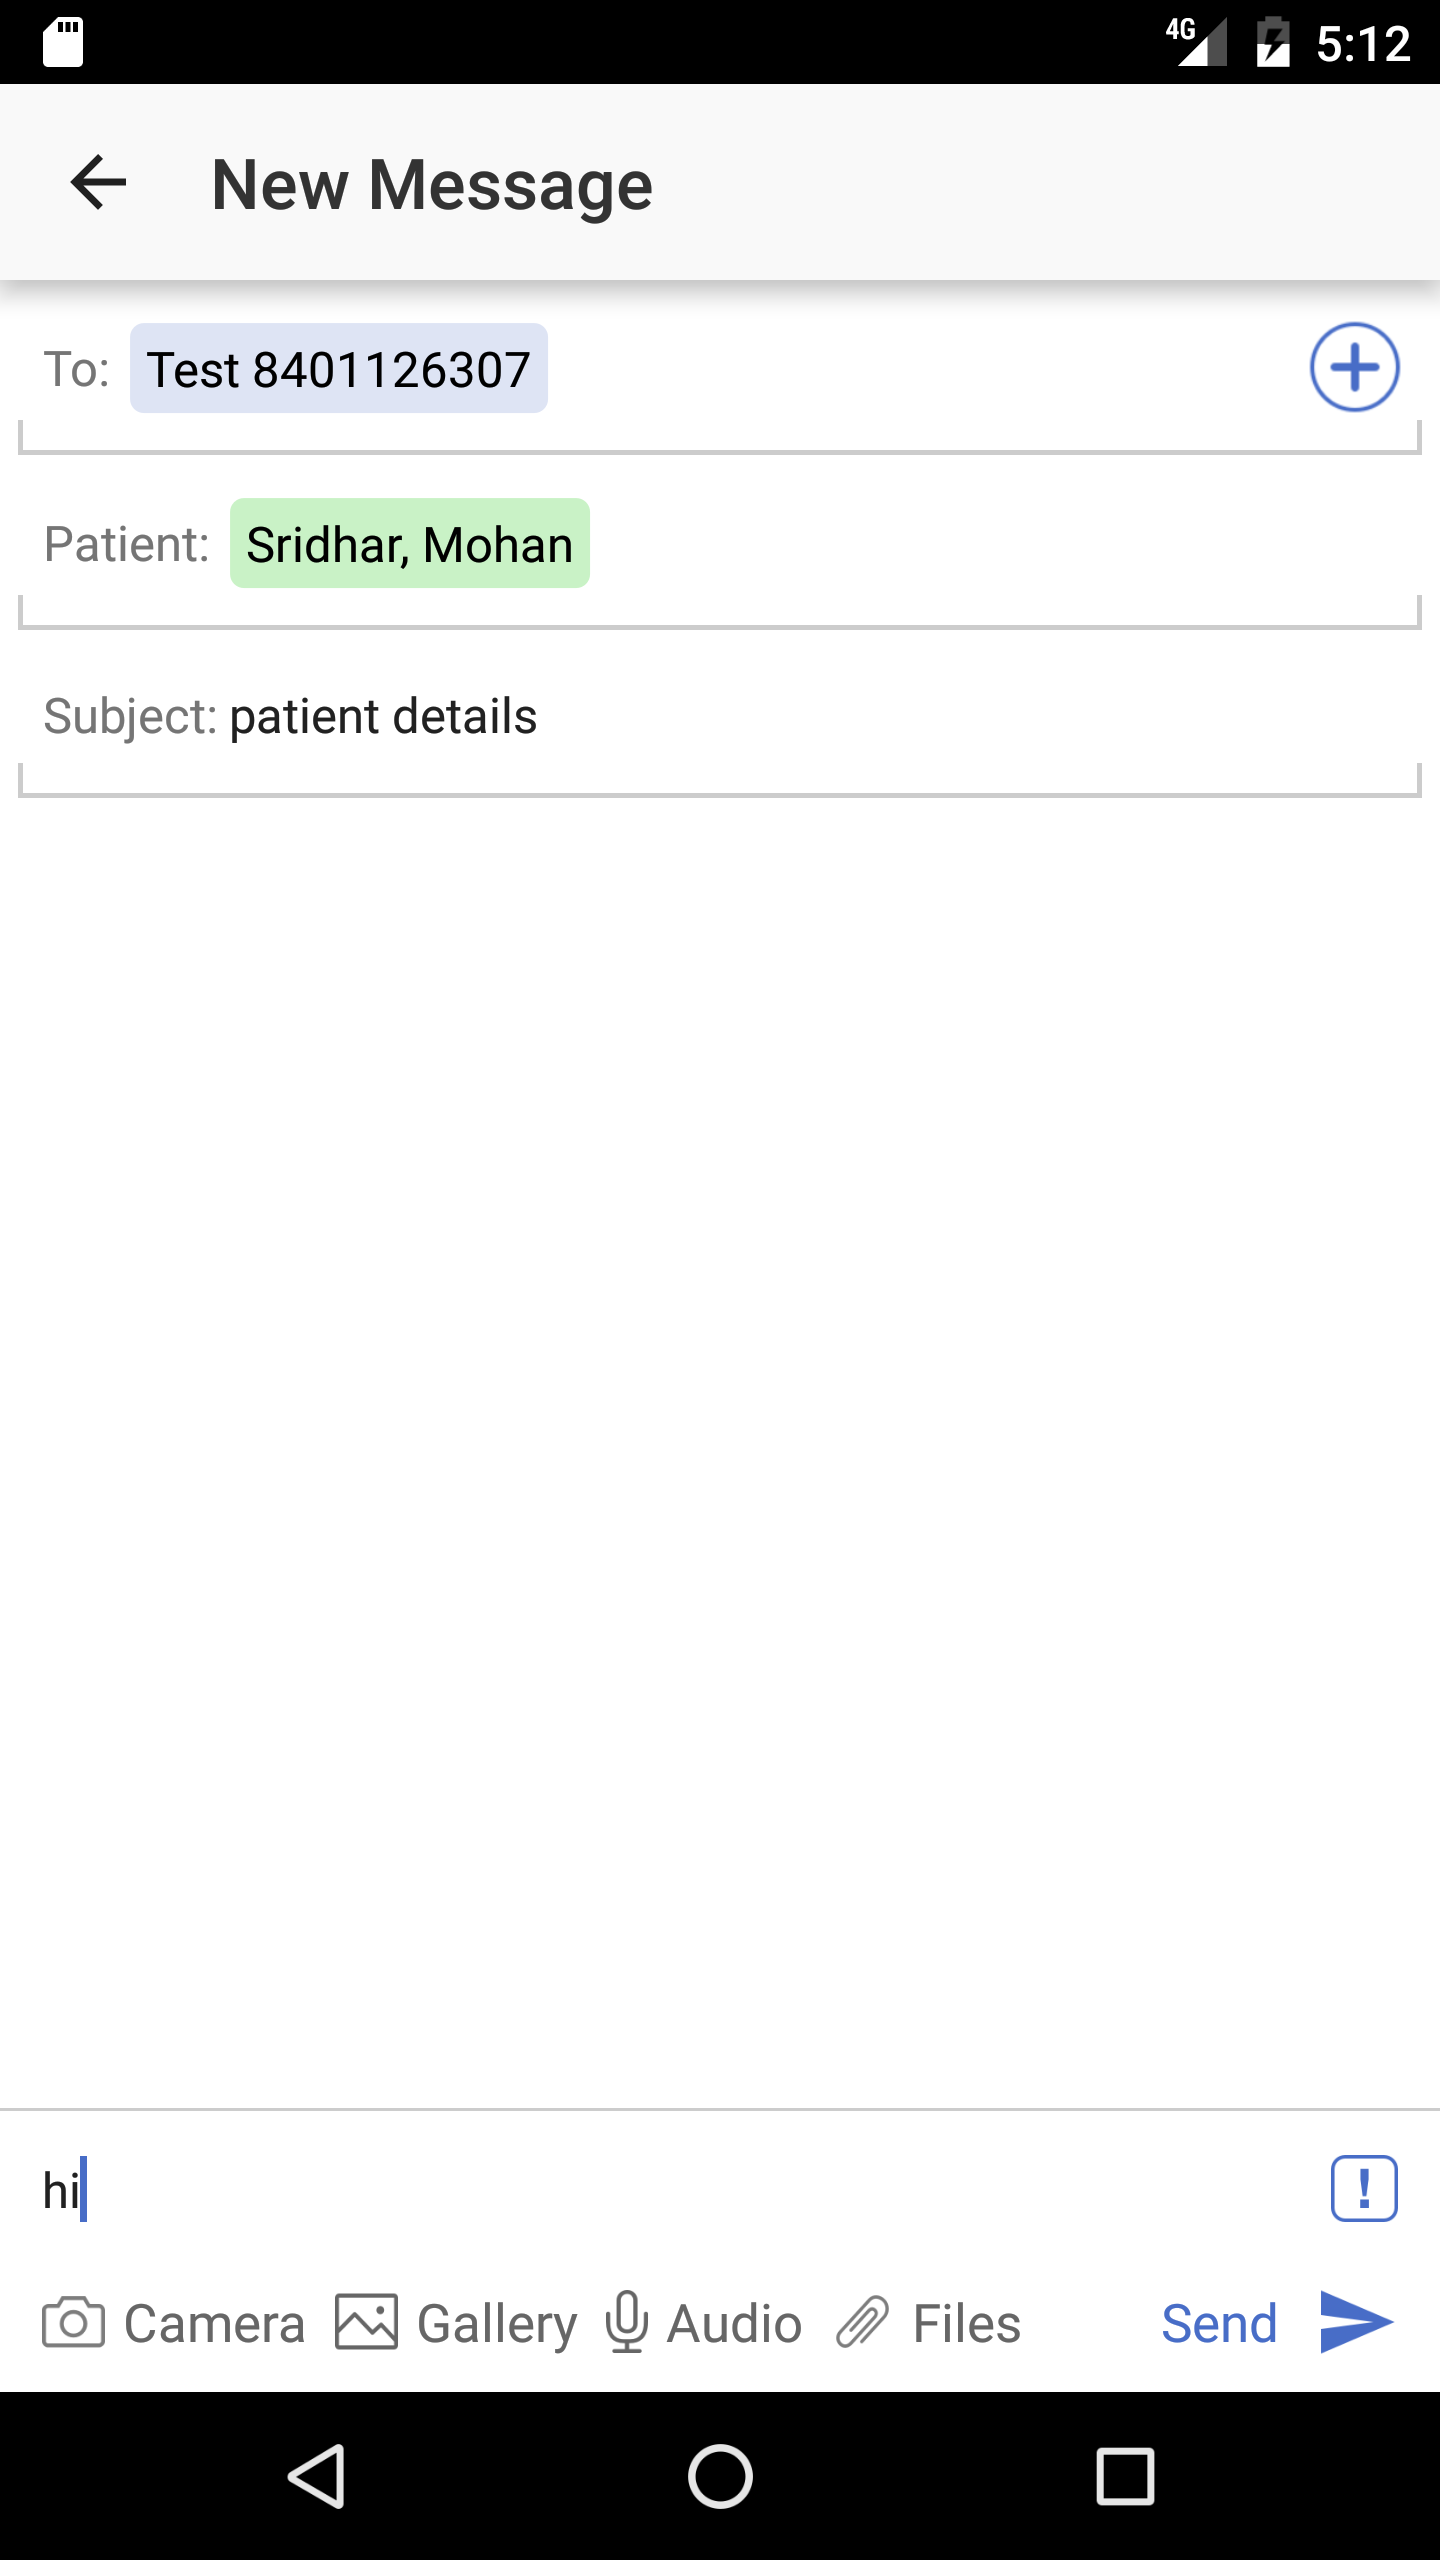 4G 5:12
New Message
To: Test 8401126307
Patient: Sridhar, Mohan
Subject: patient details
hi
!
Camera Gallery Audio Files Send